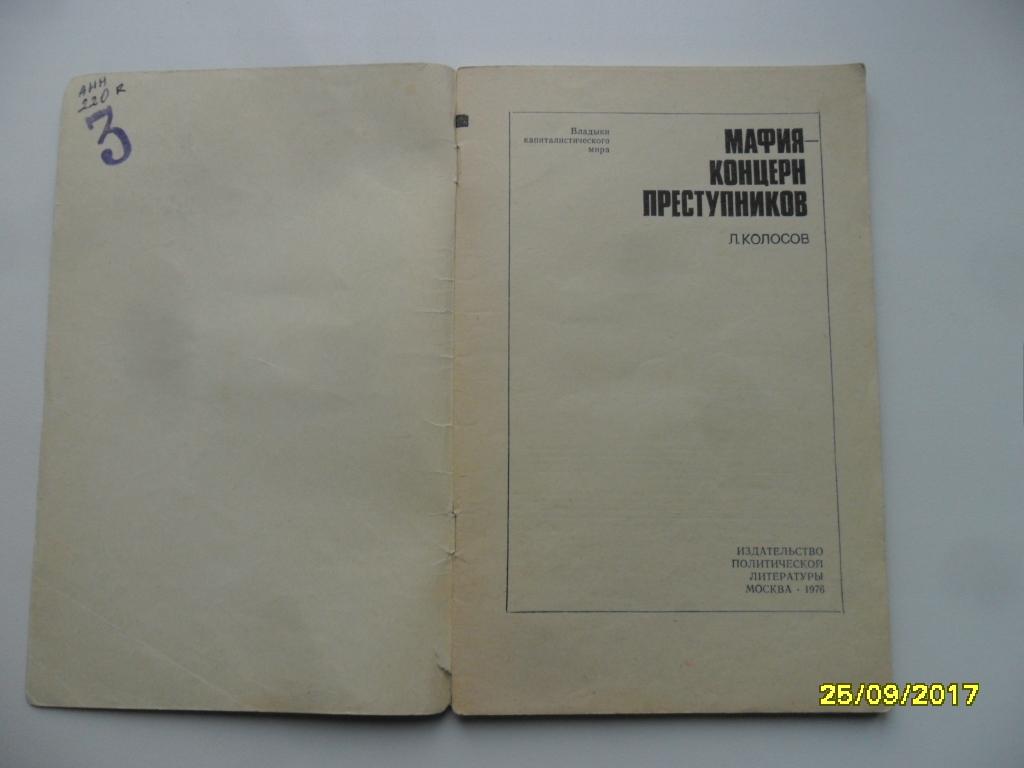 АНН
220 р
3
Владыки
капиталистического
мира
МАФИЯ—
КОНЦЕРН
ПРЕСТУПНИКОВ
Л.КОЛОСОВ
ИЗДАТЕЛЬСТВО
ПОЛИТИЧЕСКОЙ
ЛИТЕРАТУРЫ
МОСКВА · 1976
25/09/2017